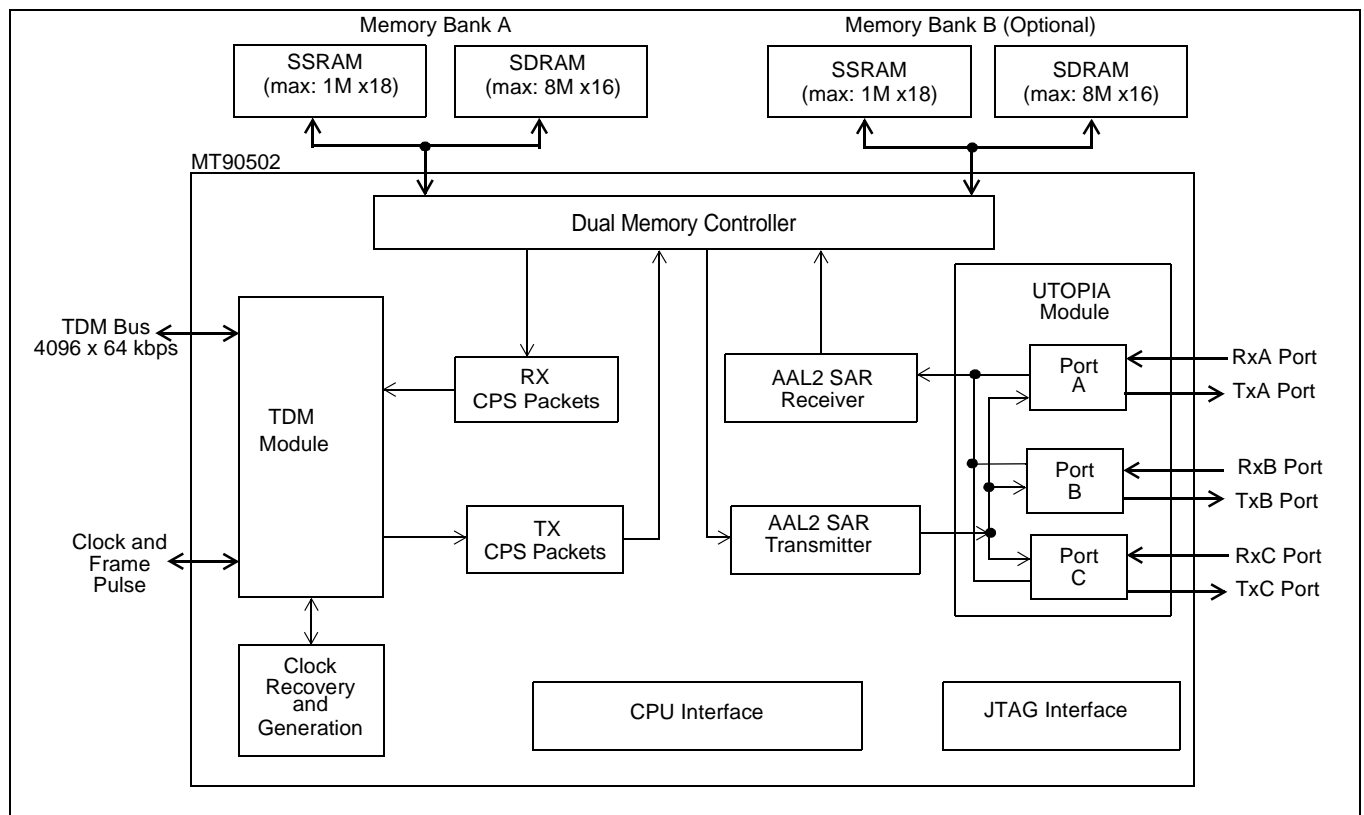 Memory Bank A
Memory Bank B (Optional)
SSRAM
(max: 1M x18)
SDRAM
(max: 8M x16)
SSRAM
(max: 1M x18)
SDRAM
(max: 8M x16)
MT90502
Dual Memory Controller
UTOPIA
Module
TDM Bus
4096 x 64 kbps
TDM
Module
RX
CPS Packets
AAL2 SAR
Receiver
Port
A
RxA Port
TxA Port
Port
B
RxB Port
TxB Port
TX
CPS Packets
AAL2 SAR
Transmitter
Port
C
RxC Port
TxC Port
Clock and
Frame
Pulse
Clock
Recovery
and
Generation
CPU Interface
JTAG Interface